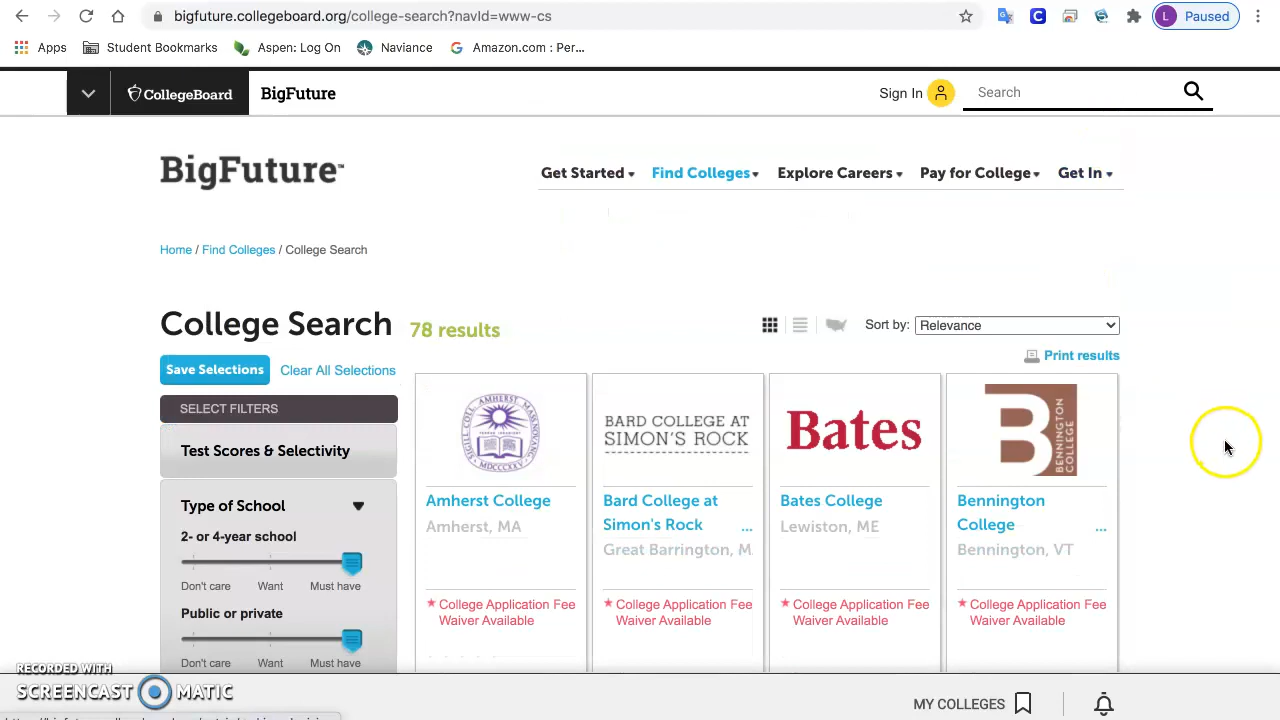 bigfuture.collegeboard.org/college-search?navId=www-cs
L Paused
Apps Student Bookmarks Aspen: Log On Naviance Amazon.com : Per...
CollegeBoard BigFuture Sign In Search
BigFuture™
Get Started Find Colleges Explore Careers Pay for College Get In
Home / Find Colleges / College Search
College Search 78 results Sort by: Relevance
Print results
Save Selections Clear All Selections
SELECT FILTERS
Test Scores & Selectivity
Type of School
2- or 4-year school
Don't care Want Must have
Public or private
Don't care Want Must have
Amherst College
Amherst, MA
College Application Fee
Waiver Available
BARD COLLEGE AT
SIMON'S ROCK
Bard College at
Simon's Rock ...
Great Barrington, M
College Application Fee
Waiver Available
Bates
Bates College
Lewiston, ME
College Application Fee
Waiver Available
B BENNINGTON
COLLEGE
Bennington
College ...
Bennington, VT
College Application Fee
Waiver Available
RECORDED WITH
SCREENCAST MATIC
MY COLLEGES